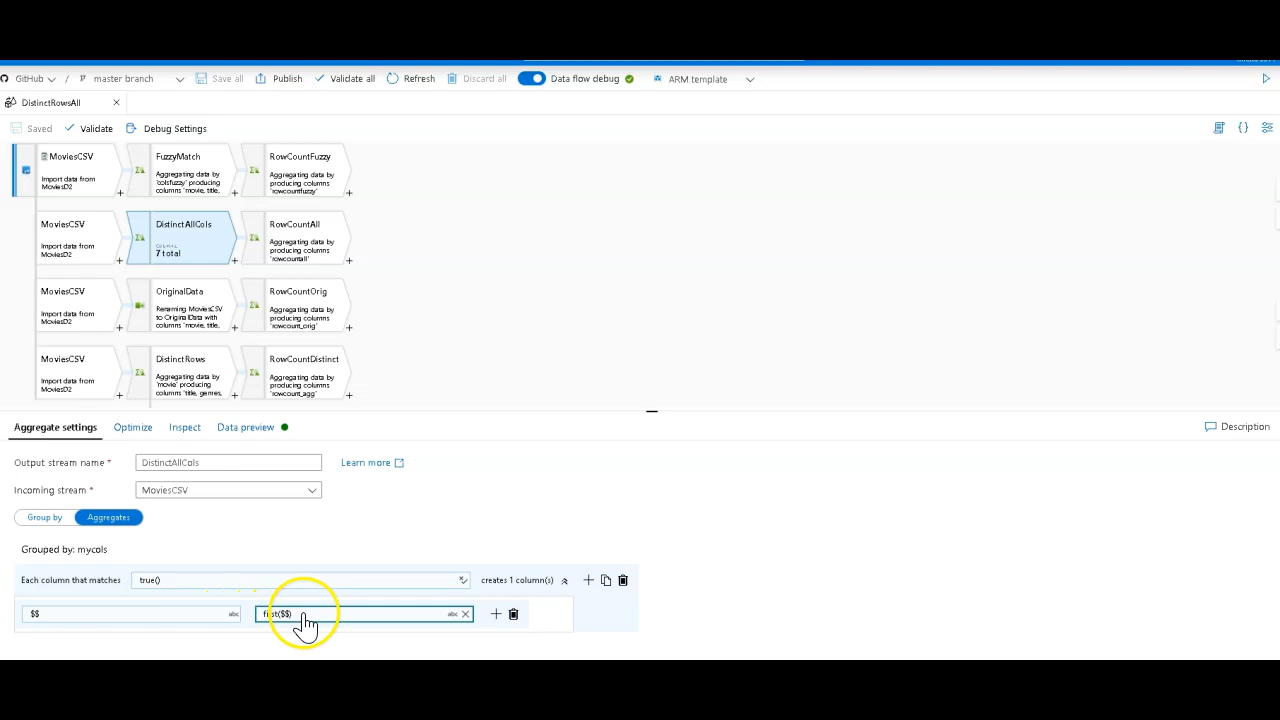 GitHub / master branch Save all Publish Validate all Refresh Discard all Data flow debug ARM template
DistinctRowsAll
Saved Validate Debug Settings
MoviesCSV
Import data from
MoviesD2
+
FuzzyMatch
Aggregating data by
'colsfuzzy' producing
columns 'movie, title,
+
RowCountFuzzy
Aggregating data by
producing columns
'rowcountfuzzy'
+
MoviesCSV
Import data from
MoviesD2
+
DistinctAllCols
Columns:
7 total
+
RowCountAll
Aggregating data by
producing columns
'rowcountall'
+
MoviesCSV
Import data from
MoviesD2
+
OriginalData
Renaming MoviesCSV
to OriginalData with
columns 'movie, title,
+
RowCountOrig
Aggregating data by
producing columns
'rowcount_orig'
+
MoviesCSV
Import data from
MoviesD2
+
DistinctRows
Aggregating data by
'movie' producing
columns 'title, genres,
+
RowCountDistinct
Aggregating data by
producing columns
'rowcount_agg'
+
Aggregate settings Optimize Inspect Data preview Description
Output stream name * DistinctAllCols Learn more
Incoming stream * MoviesCSV
Group by Aggregates
Grouped by: mycols
Each column that matches true() creates 1 column(s)
$$ abc first($$) abc